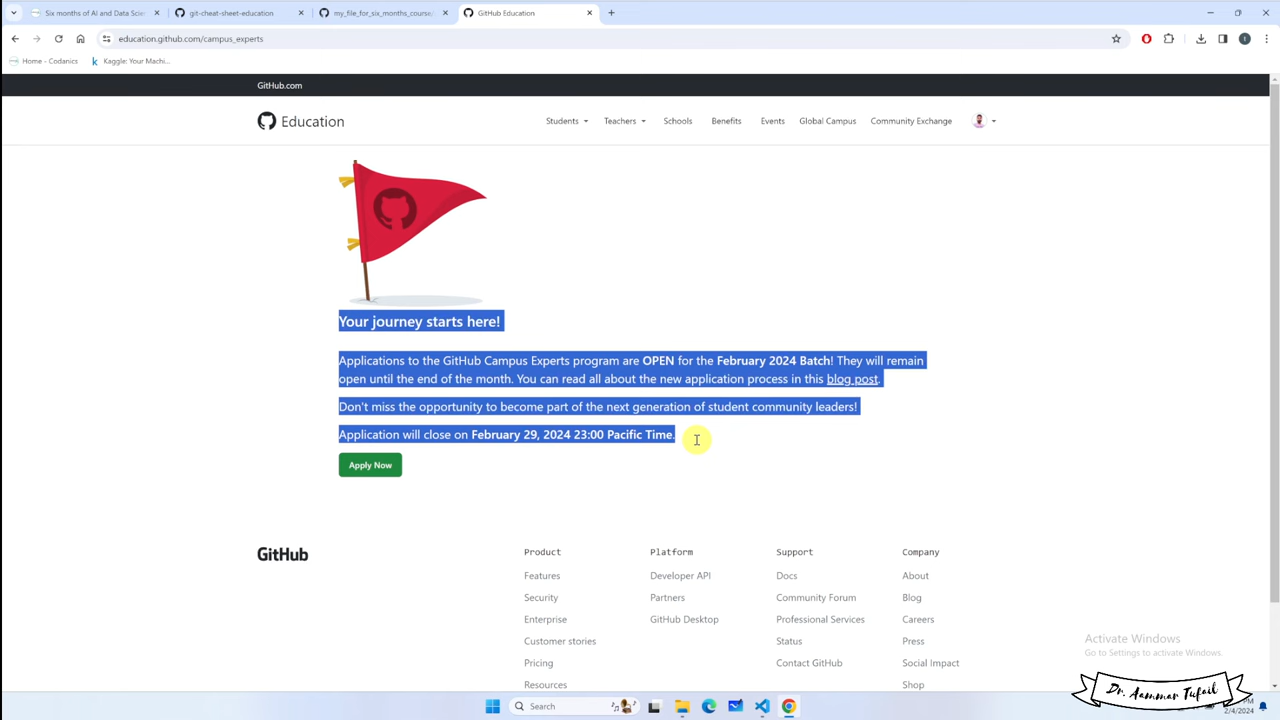 Six months of AI and Data Scien
git-cheat-sheet-education
my_file_for_six_months_course/
GitHub Education
education.github.com/campus_experts
Home - Codanics
Kaggle: Your Machi...
GitHub.com
Education
Students
Teachers
Schools
Benefits
Events
Global Campus
Community Exchange
Your journey starts here!
Applications to the GitHub Campus Experts program are OPEN for the February 2024 Batch! They will remain
open until the end of the month. You can read all about the new application process in this blog post.
Don't miss the opportunity to become part of the next generation of student community leaders!
Application will close on February 29, 2024 23:00 Pacific Time.
Apply Now
GitHub
Product
Platform
Support
Company
Features
Developer API
Docs
About
Security
Partners
Community Forum
Blog
Enterprise
GitHub Desktop
Professional Services
Careers
Customer stories
Status
Press
Pricing
Contact GitHub
Social Impact
Resources
Shop
Activate Windows
Go to Settings to activate Windows.
Dr. Aammar Tufail
Search
2/4/2024